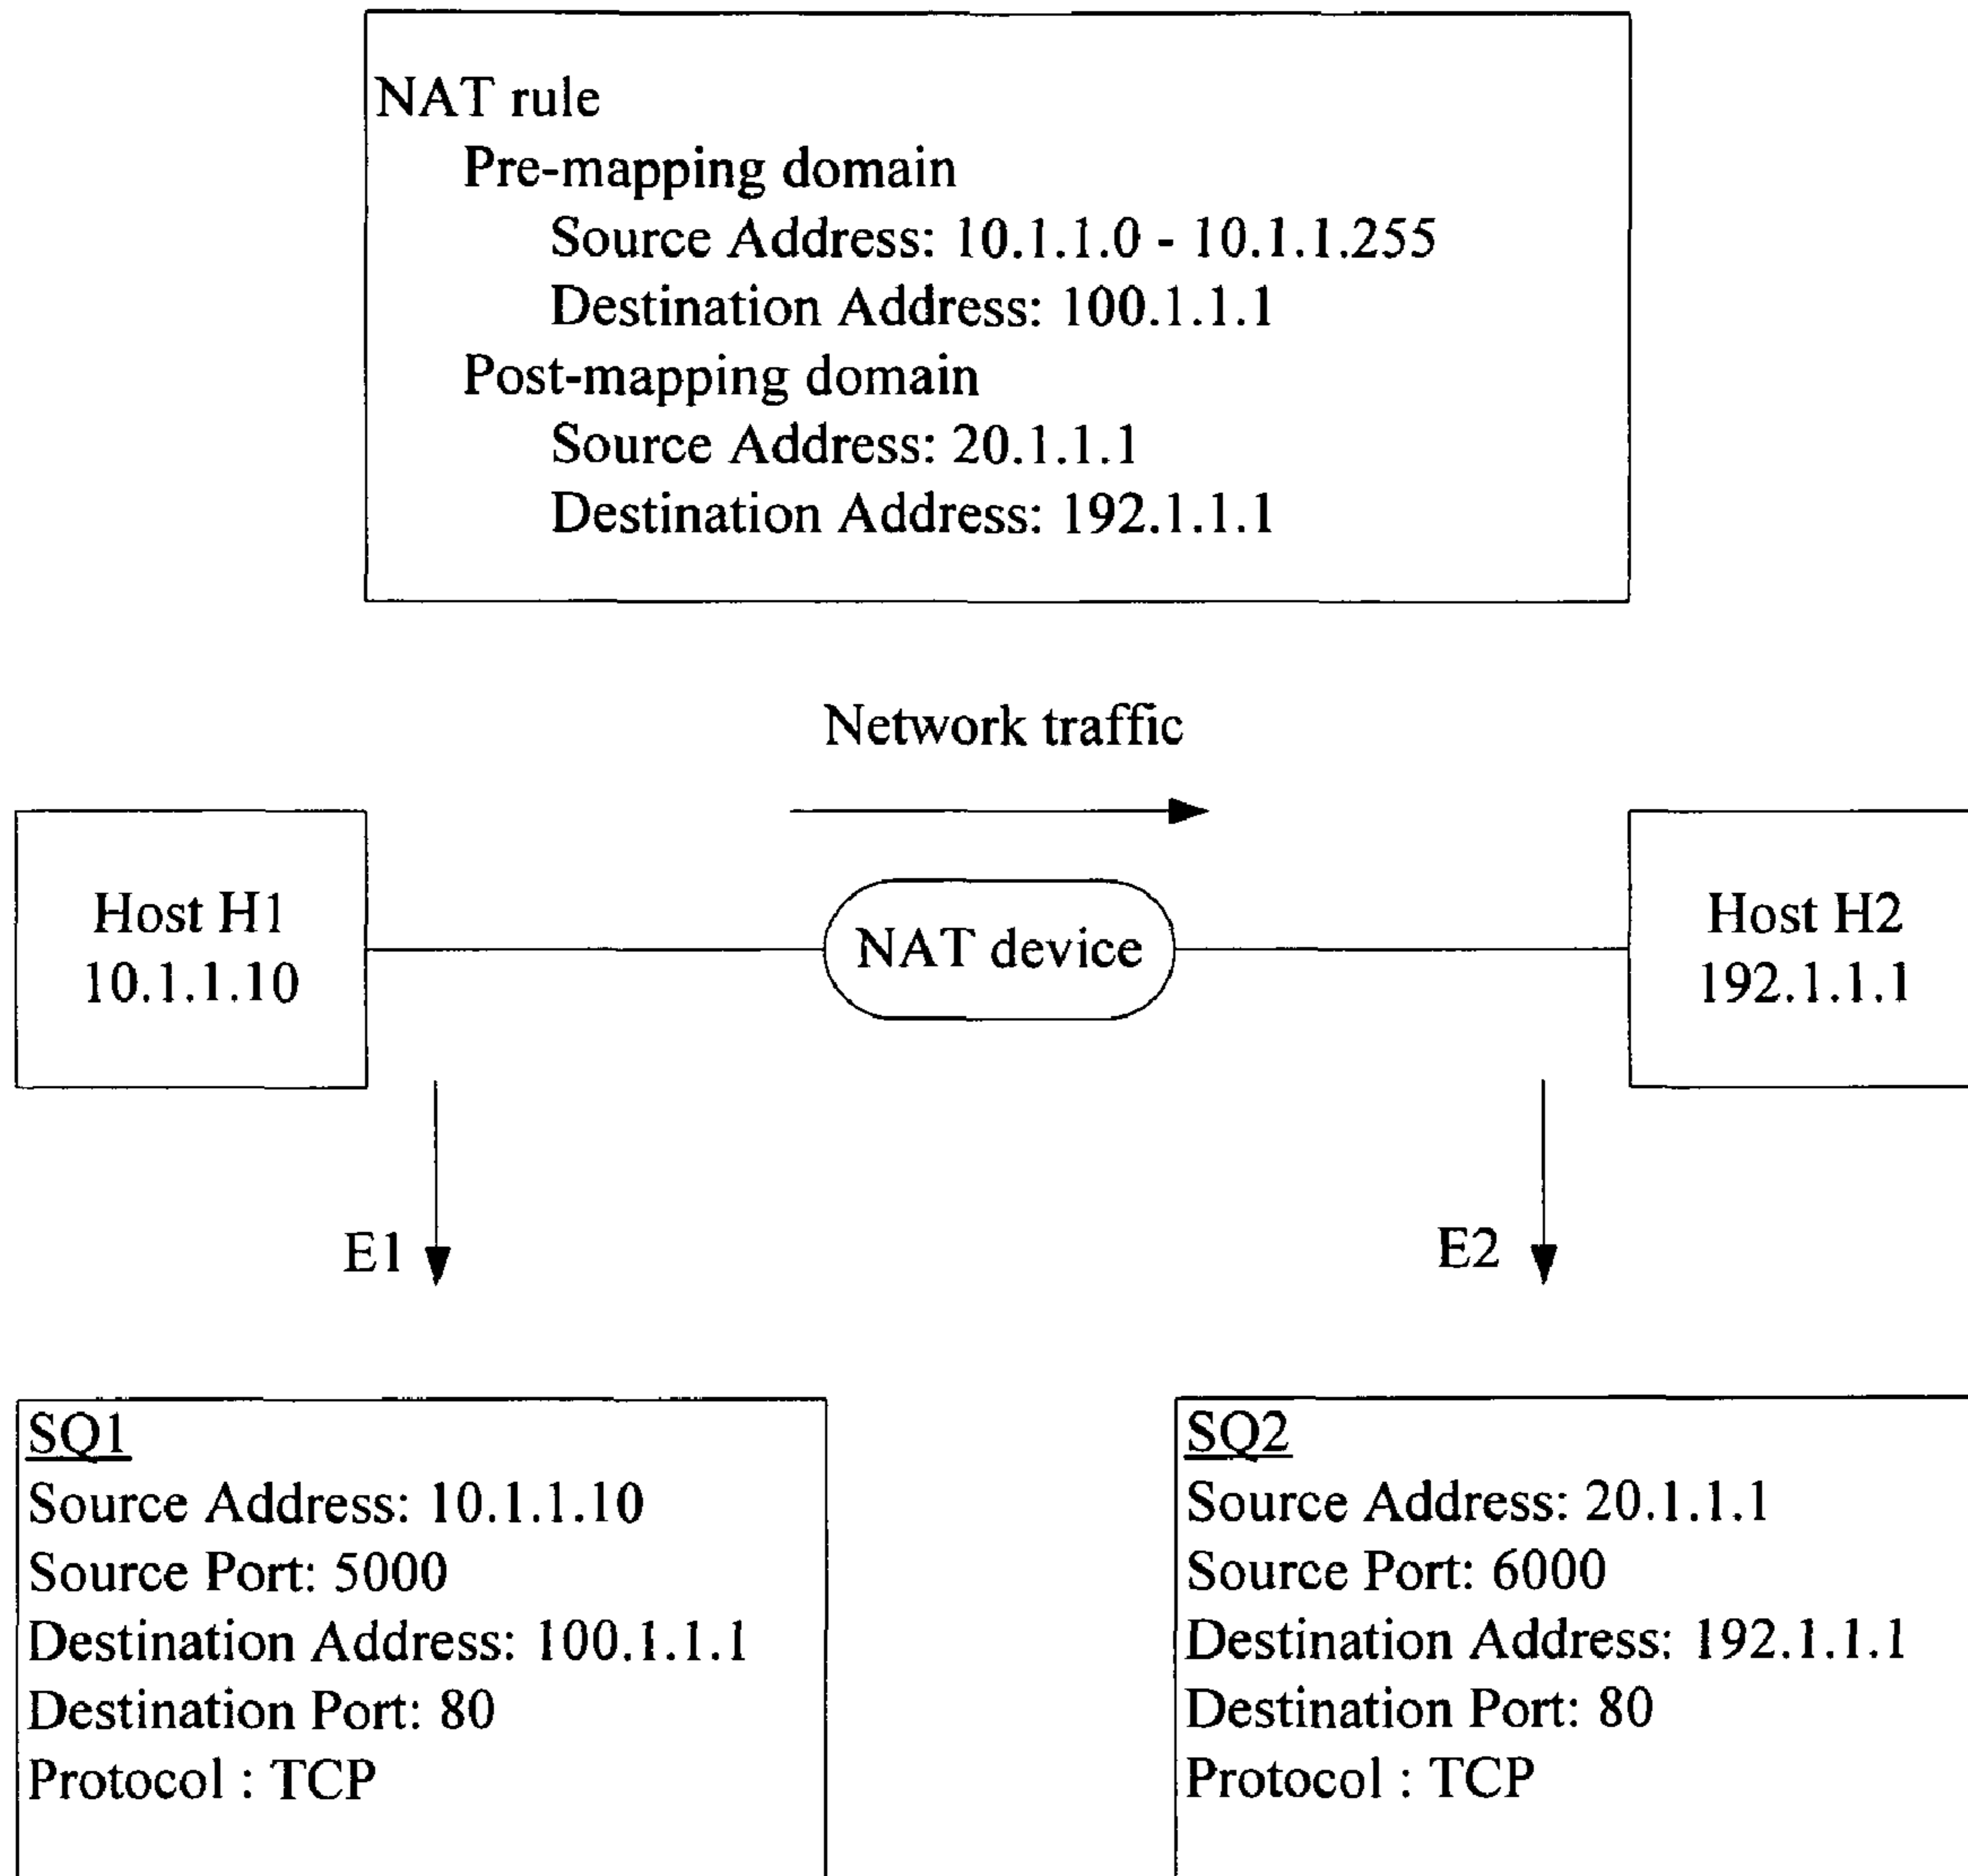 NAT rule
Pre-mapping domain
Source Address: 10.1.1.0 - 10.1.1.255
Destination Address: 100.1.1.1
Post-mapping domain
Source Address: 20.1.1.1
Destination Address: 192.1.1.1
Network traffic
Host H1
10.1.1.10
NAT device
Host H2
192.1.1.1
E1
E2
SQ1
Source Address: 10.1.1.10
Source Port: 5000
Destination Address: 100.1.1.1
Destination Port: 80
Protocol : TCP
SQ2
Source Address: 20.1.1.1
Source Port: 6000
Destination Address: 192.1.1.1
Destination Port: 80
Protocol : TCP